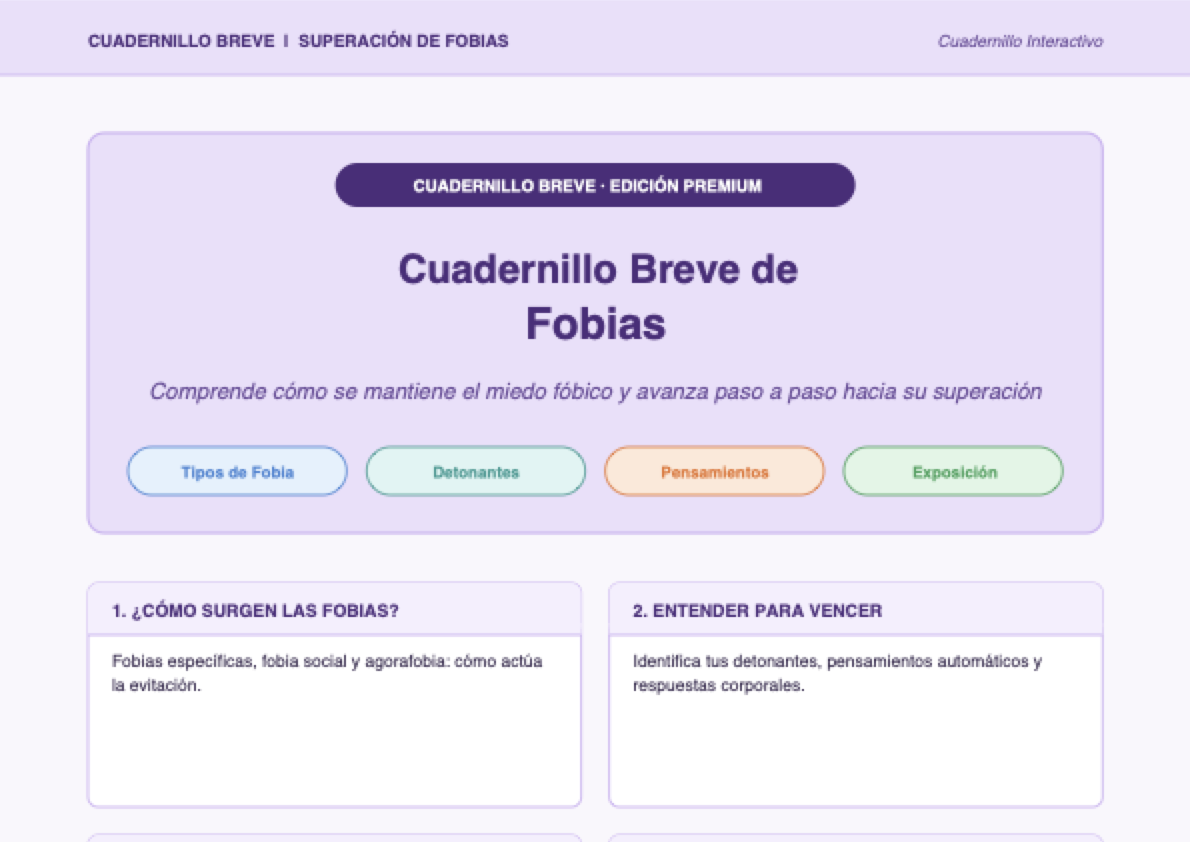 CUADERNILLO BREVE | SUPERACIÓN DE FOBIAS
Cuadernillo Interactivo
CUADERNILLO BREVE · EDICIÓN PREMIUM
Cuadernillo Breve de
Fobias
Comprende cómo se mantiene el miedo fóbico y avanza paso a paso hacia su superación
Tipos de Fobia
Detonantes
Pensamientos
Exposición
1. ¿CÓMO SURGEN LAS FOBIAS?
Fobias específicas, fobia social y agorafobia: cómo actúa
la evitación.
2. ENTENDER PARA VENCER
Identifica tus detonantes, pensamientos automáticos y
respuestas corporales.